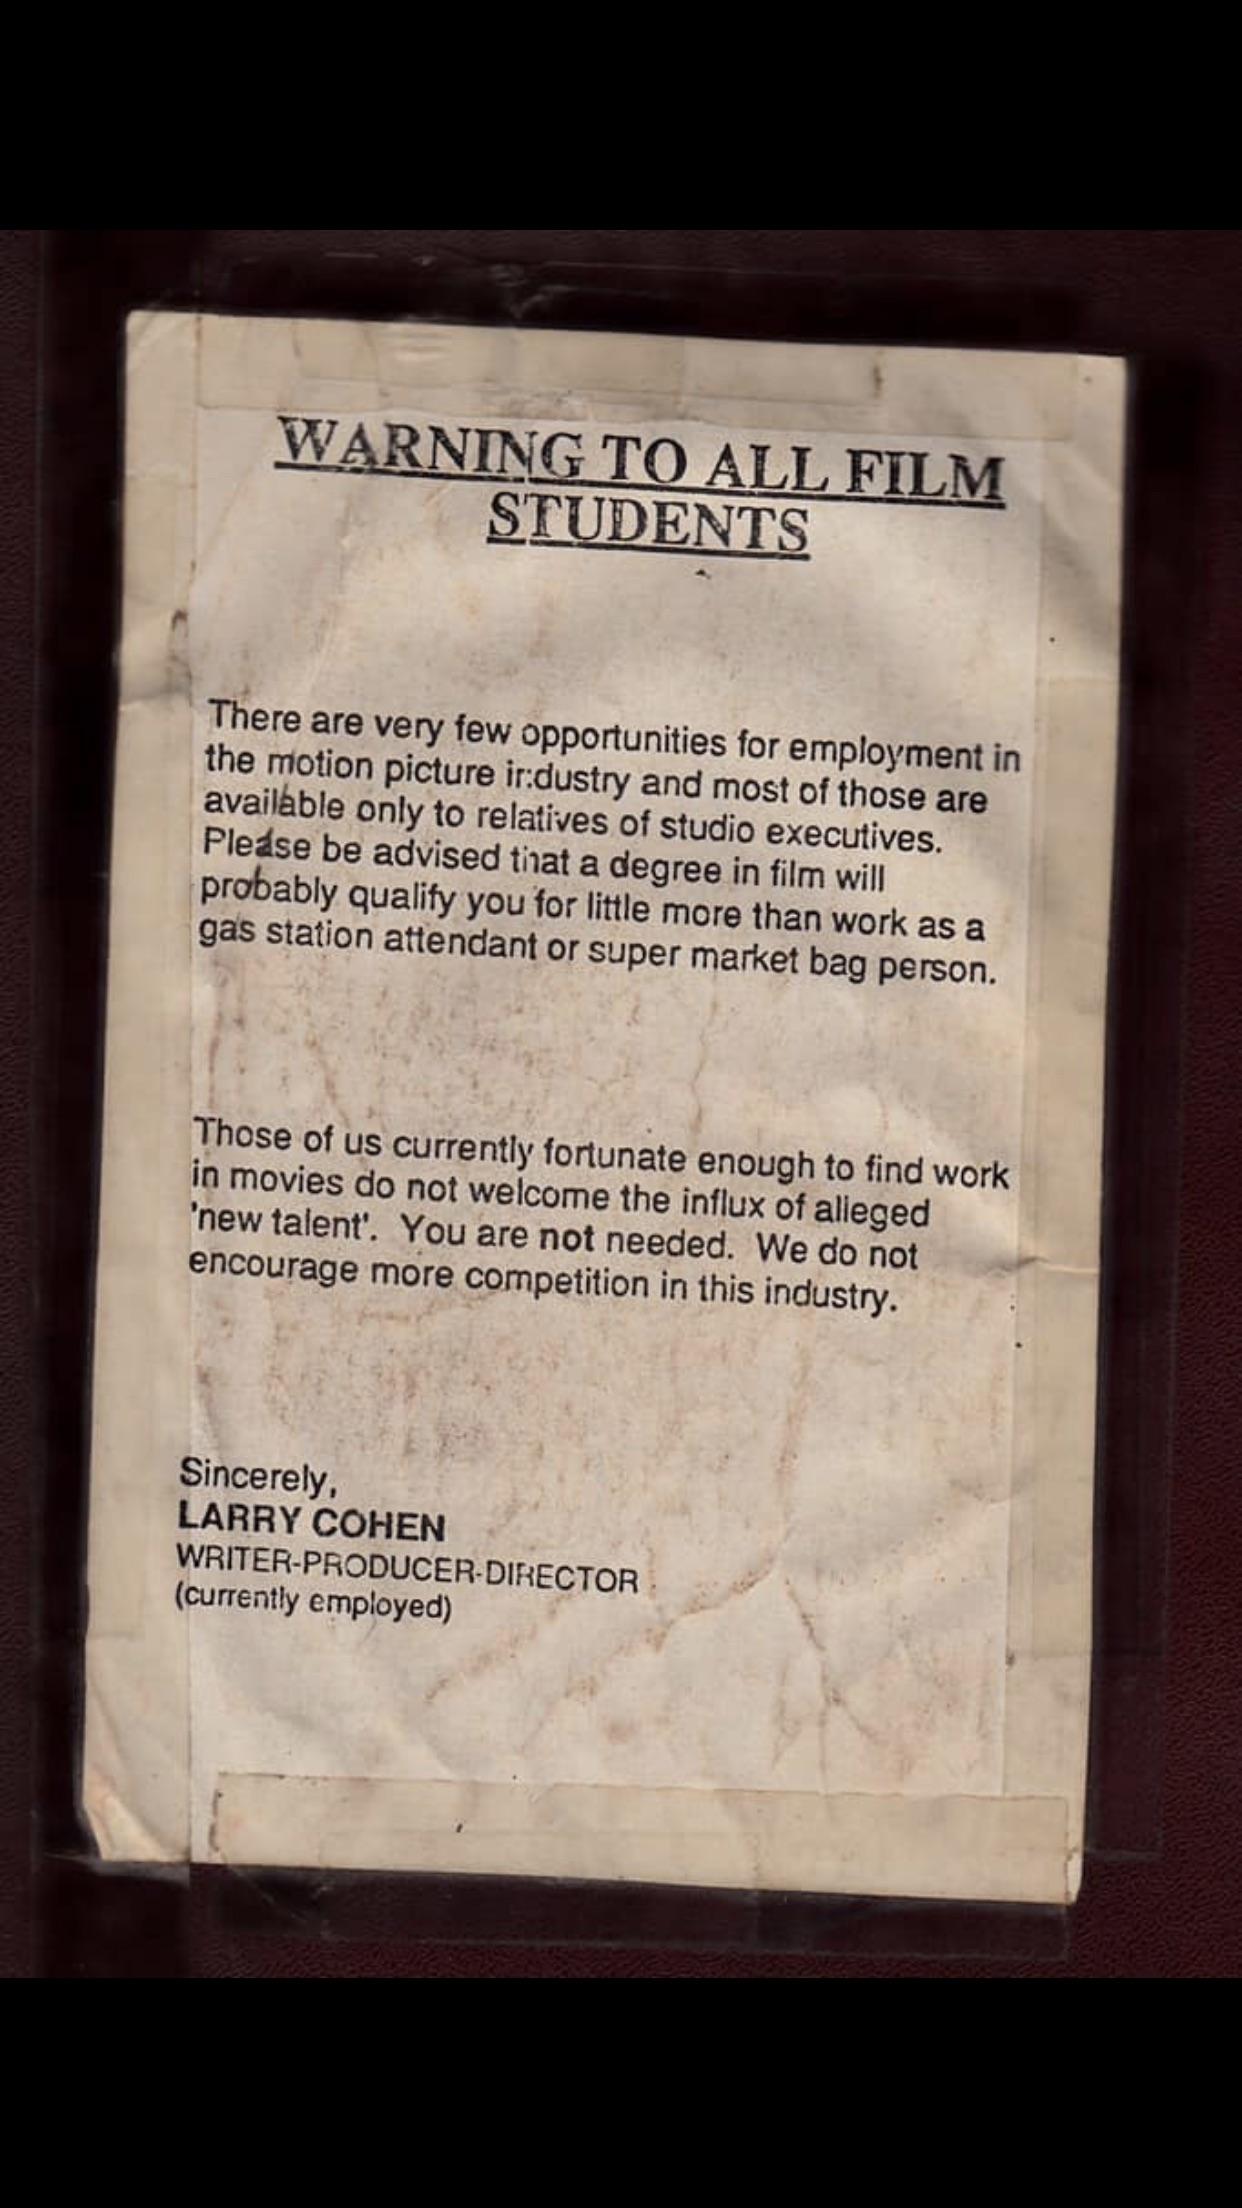 WARNING TO ALL FILM
STUDENTS
There are very few opportunities for employment in
the motion picture industry and most of those are
available only to relatives of studio executives.
Please be advised that a degree in film will
probably qualify you for little more than work as a
gas station attendant or super market bag person.
Those of us currently fortunate enough to find work
in movies do not welcome the influx of alleged
'new talent'. You are not needed. We do not
encourage more competition in this industry.
Sincerely,
LARRY COHEN
WRITER-PRODUCER-DIRECTOR
(currently employed)